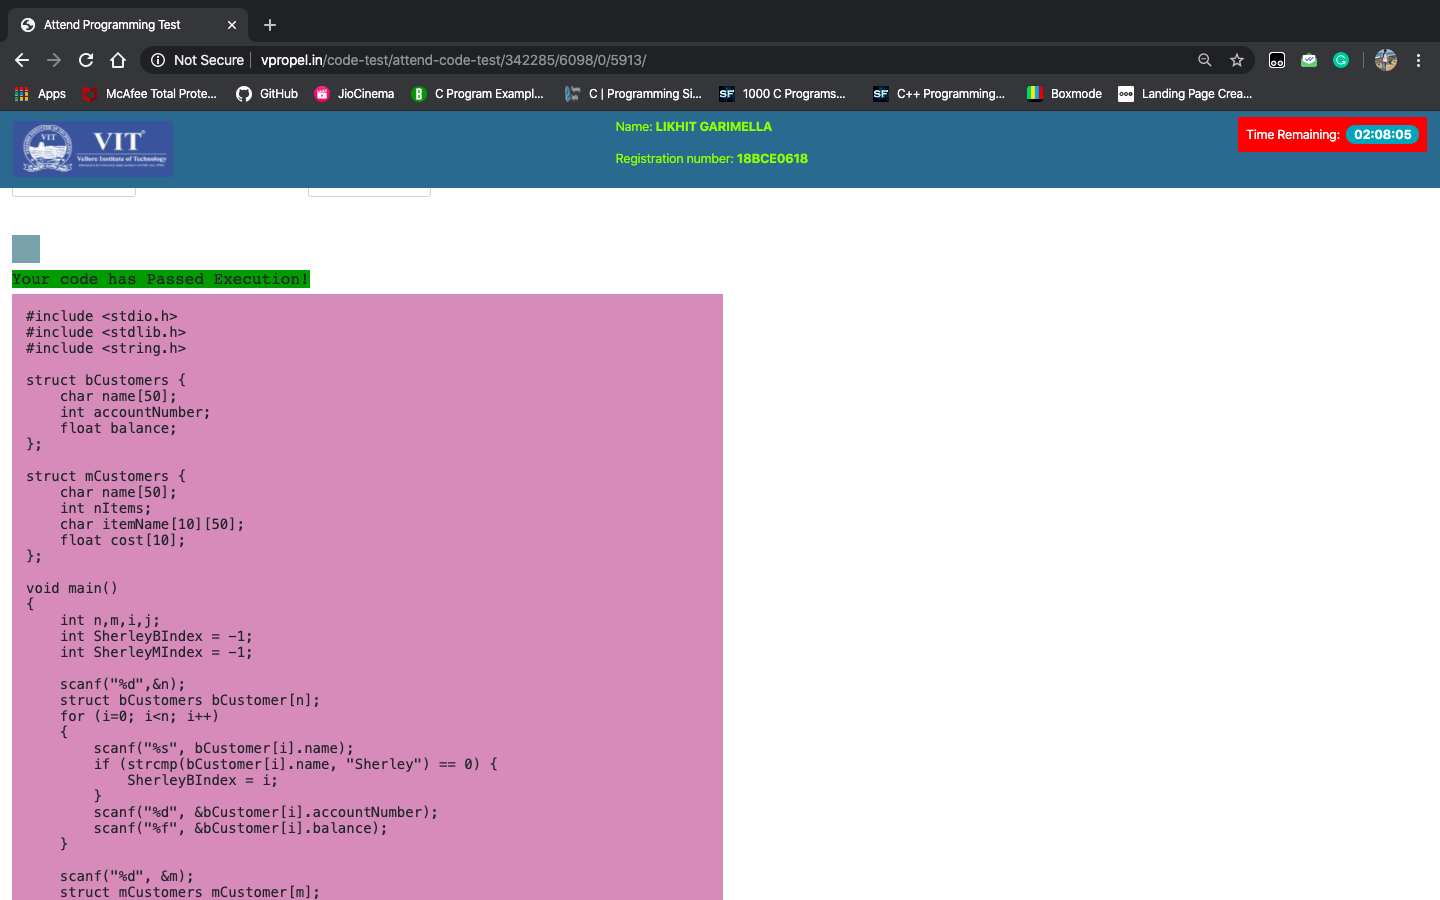 Attend Programming Test
Not Secure | vpropel.in/code-test/attend-code-test/342285/6098/0/5913/
Apps McAfee Total Prote... GitHub JioCinema B C Program Exampl... C | Programming Si... SF 1000 C Programs... SF C++ Programming... Boxmode Landing Page Crea...
VIT
VIT
Vellore Institute of Technology
Name: LIKHIT GARIMELLA
Registration number: 18BCE0618
Time Remaining: 02:08:05
Your code has Passed Execution!
#include <stdio.h>
#include <stdlib.h>
#include <string.h>
struct bCustomers {
    char name[50];
    int accountNumber;
    float balance;
};
struct mCustomers {
    char name[50];
    int nItems;
    char itemName[10][50];
    float cost[10];
};
void main()
{
    int n,m,i,j;
    int SherleyBIndex = -1;
    int SherleyMIndex = -1;
    scanf("%d",&n);
    struct bCustomers bCustomer[n];
    for (i=0; i<n; i++)
    {
        scanf("%s", bCustomer[i].name);
        if (strcmp(bCustomer[i].name, "Sherley") == 0) {
            SherleyBIndex = i;
        }
        scanf("%d", &bCustomer[i].accountNumber);
        scanf("%f", &bCustomer[i].balance);
    }
    scanf("%d", &m);
    struct mCustomers mCustomer[m];